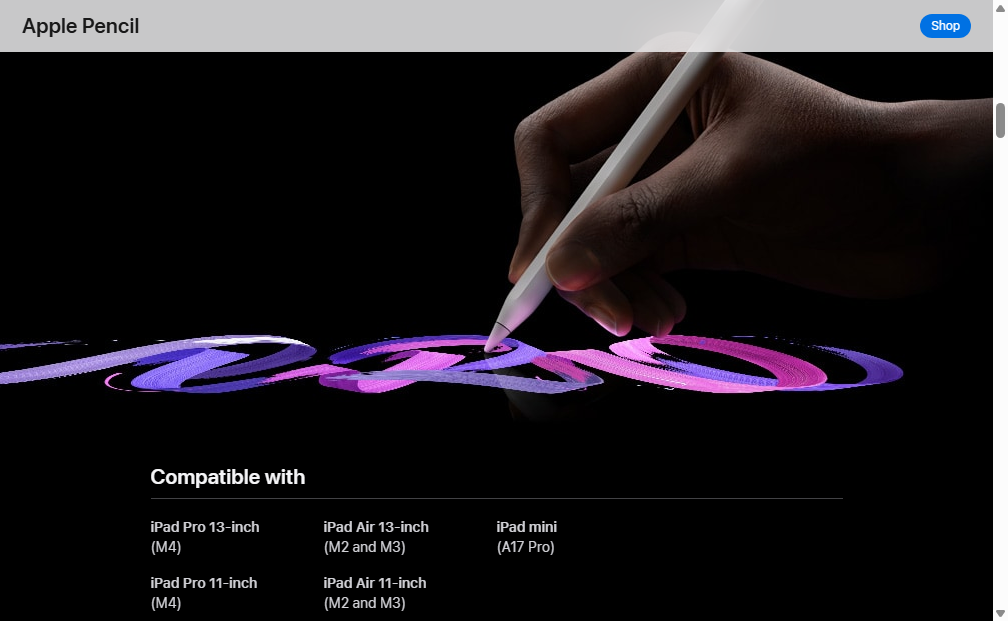 Apple Pencil
Shop
Compatible with
iPad Pro 13-inch
(M4)
iPad Air 13-inch
(M2 and M3)
iPad mini
(A17 Pro)
iPad Pro 11-inch
(M4)
iPad Air 11-inch
(M2 and M3)